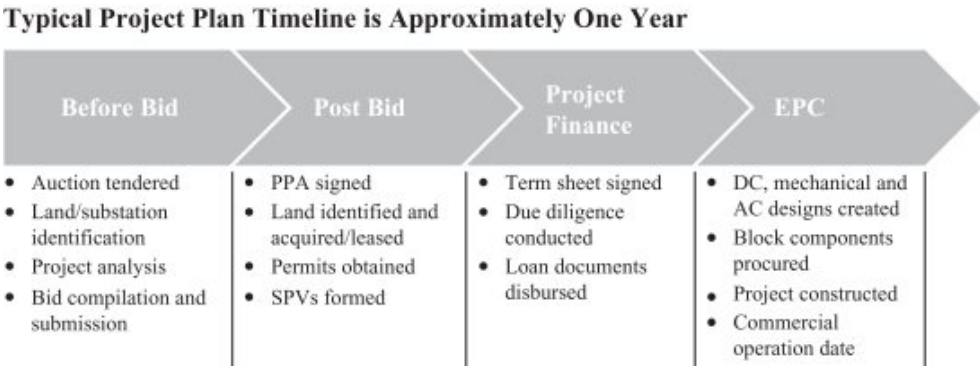 Typical Project Plan Timeline is Approximately One Year
Before Bid
Post Bid
Project
Finance
EPC
• Auction tendered
• Land/substation
identification
• Project analysis
• Bid compilation and
submission
• PPA signed
• Land identified and
acquired/leased
• Permits obtained
• SPVs formed
• Term sheet signed
• Due diligence
conducted
• Loan documents
disbursed
• DC, mechanical and
AC designs created
• Block components
procured
• Project constructed
• Commercial
operation date